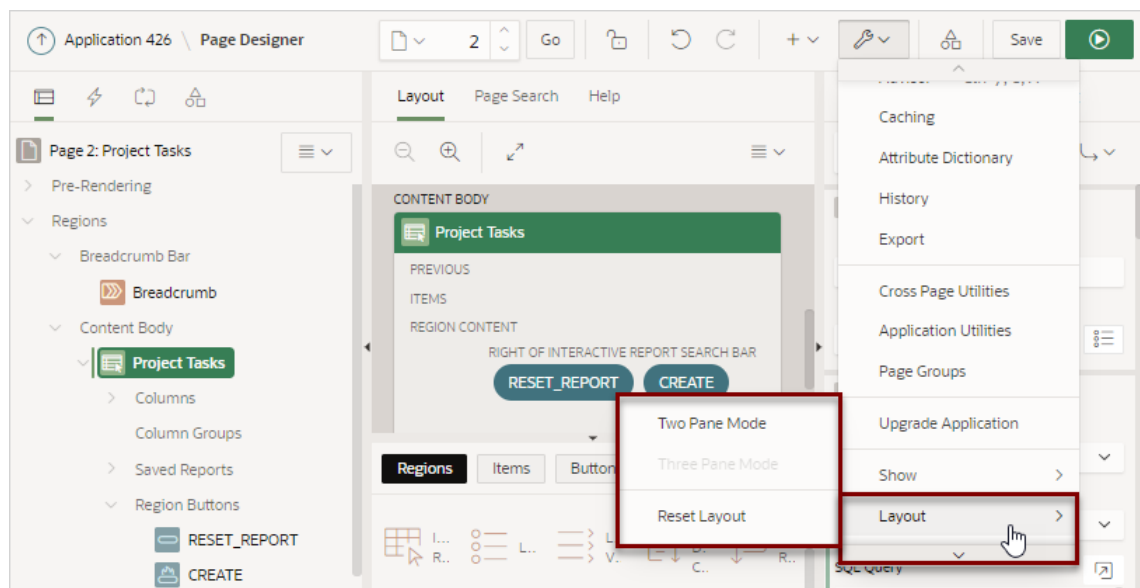 Application 426 \ Page Designer
2
Go
Save
Layout
Page Search
Help
Page 2: Project Tasks
Pre-Rendering
Regions
Breadcrumb Bar
Breadcrumb
Content Body
Project Tasks
Columns
Column Groups
Saved Reports
Region Buttons
RESET_REPORT
CREATE
CONTENT BODY
Project Tasks
PREVIOUS
ITEMS
REGION CONTENT
RIGHT OF INTERACTIVE REPORT SEARCH BAR
RESET_REPORT
CREATE
Regions
Items
Button
I...
R..
L..
L
V.
C..
R..
Two Pane Mode
Three Pane Mode
Reset Layout
Caching
Attribute Dictionary
History
Export
Cross Page Utilities
Application Utilities
Page Groups
Upgrade Application
Show
Layout
SQL Query